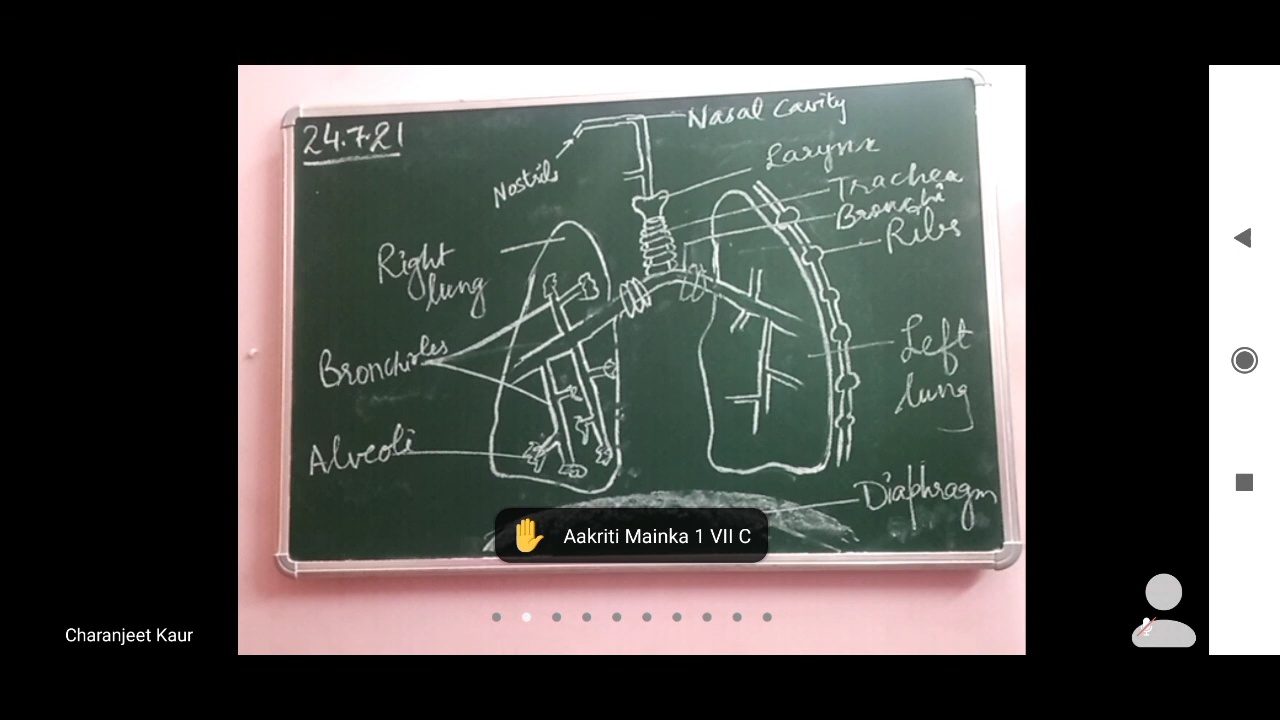 24.7.21
Nasal Cavity
Nostrils
Larynx
Trachea
Bronchi
Ribs
Right
lung
Bronchioles
Left
lung
Alveoli
Diaphragm
✋ Aakriti Mainka 1 VII C
Charanjeet Kaur